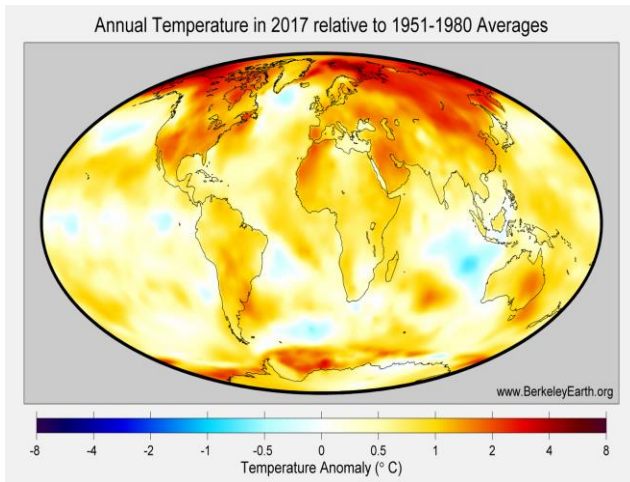 Annual Temperature in 2017 relative to 1951-1980 Averages
www.BerkeleyEarth.org
-8 -4 -2 -1 -0.5 0 0.5 1 2 4 8
Temperature Anomaly (° C)